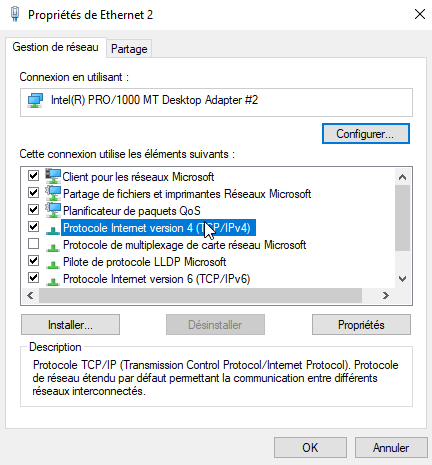 Propriétés de Ethernet 2
Gestion de réseau
Partage
Connexion en utilisant :
Intel(R) PRO/1000 MT Desktop Adapter #2
Configurer...
Cette connexion utilise les éléments suivants :
Client pour les réseaux Microsoft
Partage de fichiers et imprimantes Réseaux Microsoft
Planificateur de paquets QoS
Protocole Internet version 4 (TCP/IPv4)
Protocole de multiplexage de carte réseau Microsoft
Pilote de protocole LLDP Microsoft
Protocole Internet version 6 (TCP/IPv6)
Installer...
Désinstaller
Propriétés
Description
Protocole TCP/IP (Transmission Control Protocol/Internet Protocol). Protocole
de réseau étendu par défaut permettant la communication entre différents
réseaux interconnectés.
OK
Annuler